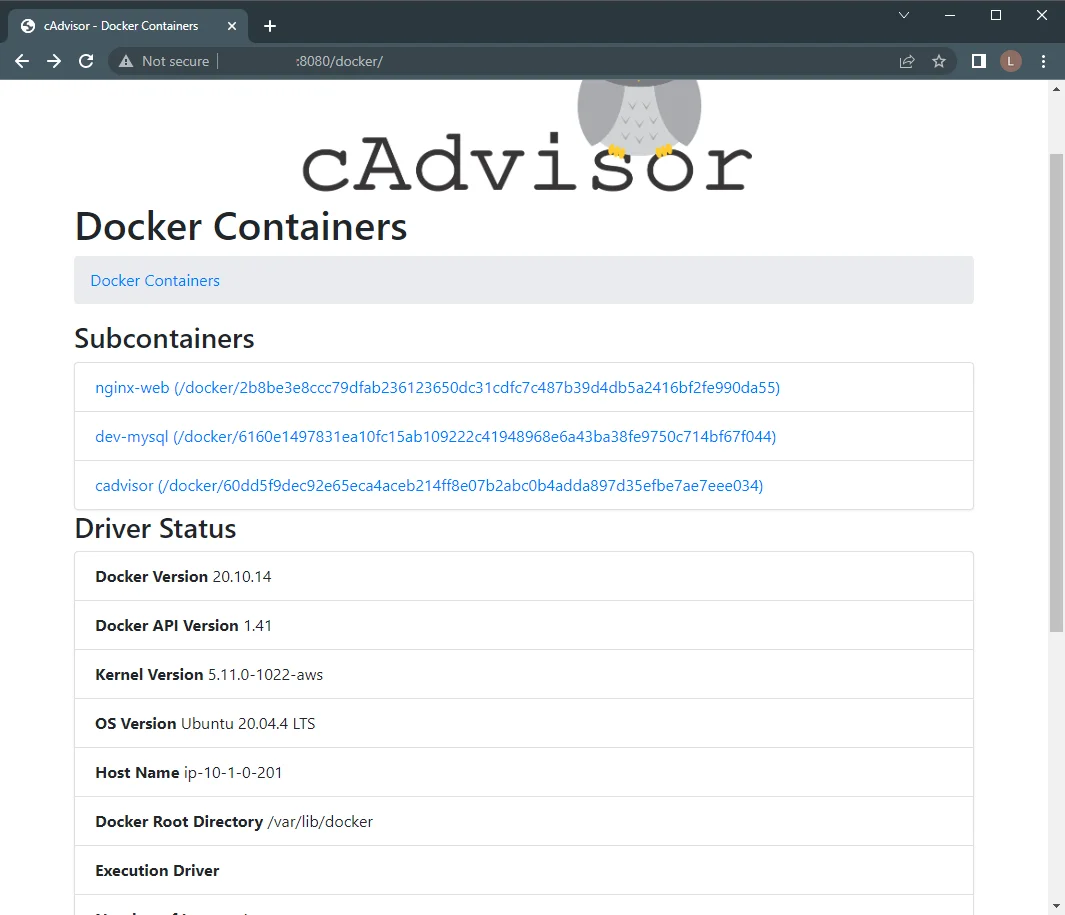 cAdvisor - Docker Containers
Not secure
:8080/docker/
L
cAdvisor
Docker Containers
Docker Containers
Subcontainers
nginx-web (/docker/2b8be3e8ccc79dfab236123650dc31cdfc7c487b39d4db5a2416bf2fe990da55)
dev-mysql (/docker/6160e1497831ea10fc15ab109222c41948968e6a43ba38fe9750c714bf67f044)
cadvisor (/docker/60dd5f9dec92e65eca4aceb214ff8e07b2abc0b4adda897d35efbe7ae7eee034)
Driver Status
Docker Version 20.10.14
Docker API Version 1.41
Kernel Version 5.11.0-1022-aws
OS Version Ubuntu 20.04.4 LTS
Host Name ip-10-1-0-201
Docker Root Directory /var/lib/docker
Execution Driver